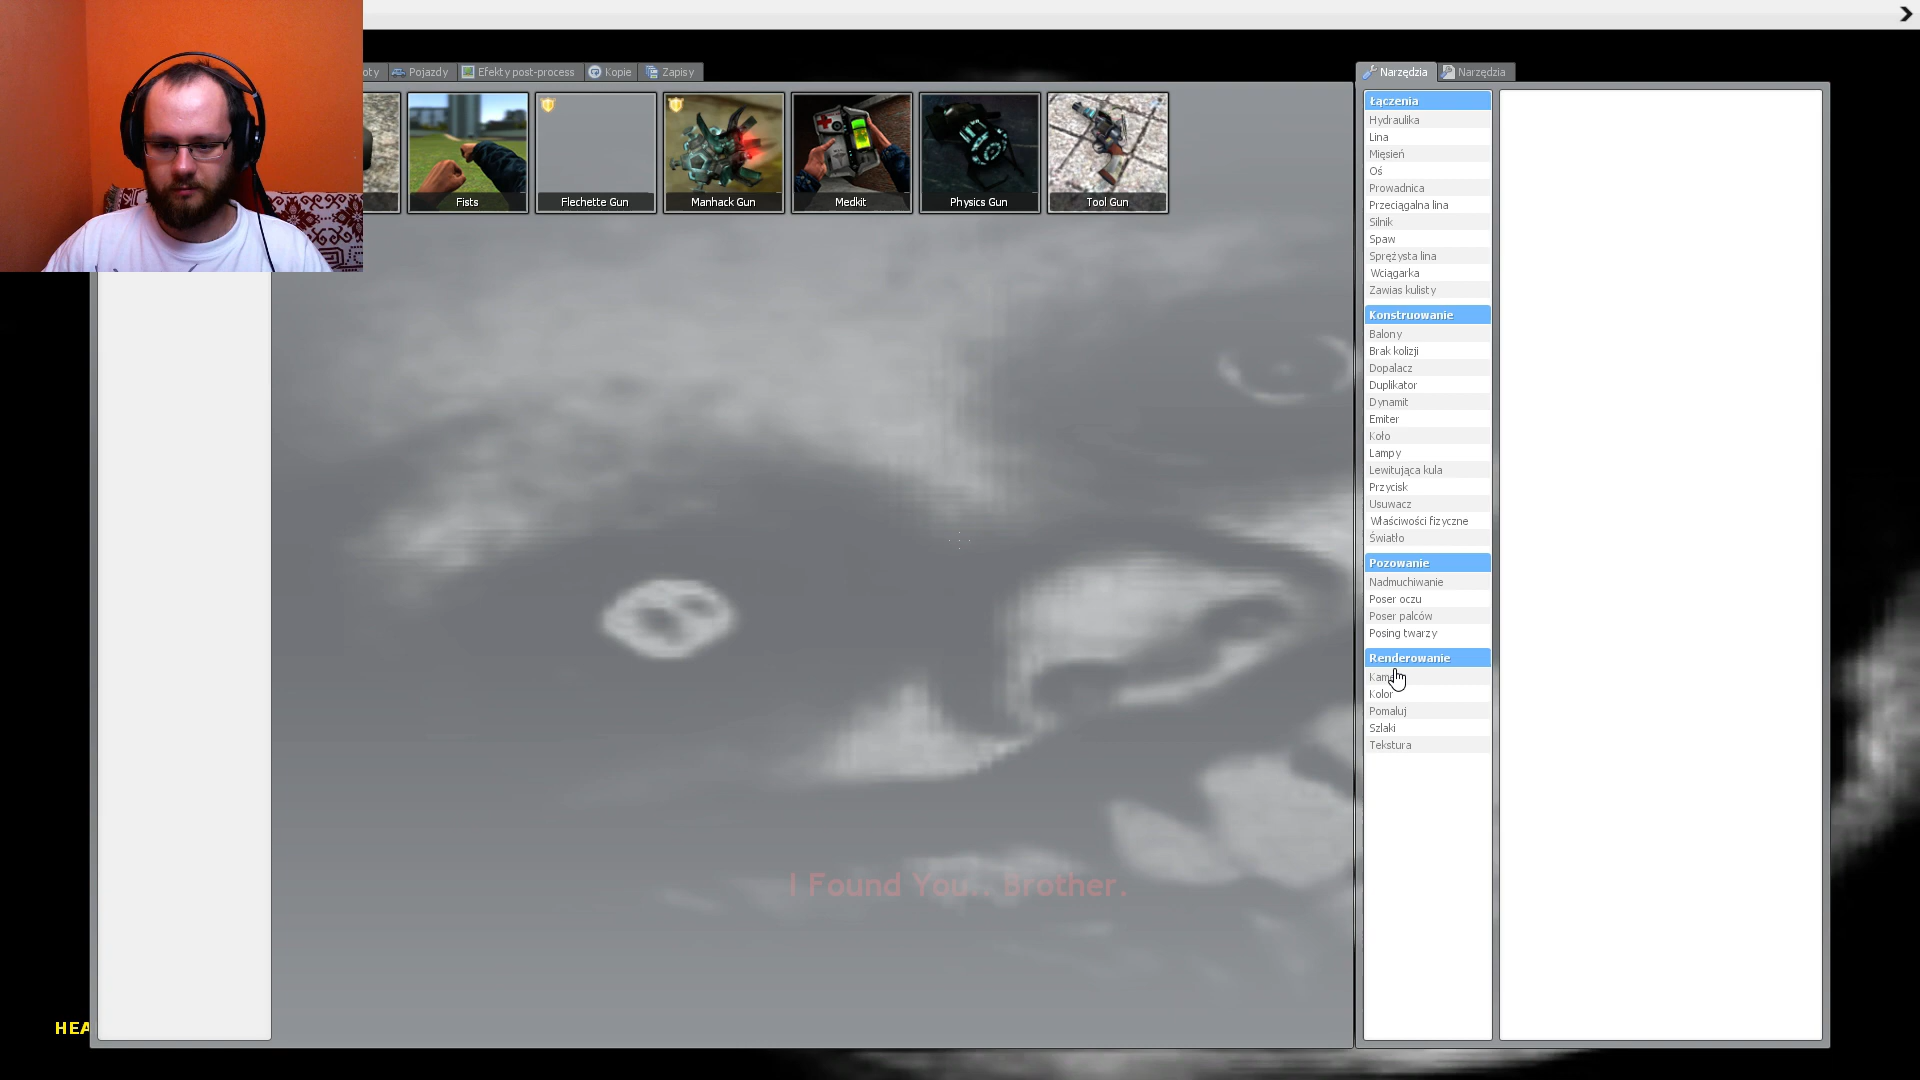 oty
Pojazdy
Efekty post-process
Kopie
Zapisy
Narzędzia
Narzędzia
Fists
Flechette Gun
Manhack Gun
Medkit
Physics Gun
Tool Gun
Łączenia
Hydraulika
Lina
Mięsień
Oś
Prowadnica
Przeciągalna lina
Silnik
Spaw
Sprężysta lina
Wciągarka
Zawias kulisty
Konstruowanie
Balony
Brak kolizji
Dopalacz
Duplikator
Dynamit
Emiter
Koło
Lampy
Lewitująca kula
Przycisk
Usuwacz
Właściwości fizyczne
Światło
Pozowanie
Nadmuchiwanie
Poser oczu
Poser palców
Posing twarzy
Renderowanie
Kam
Kolor
Pomaluj
Szlaki
Tekstura
I Found You.. Brother.
HEA